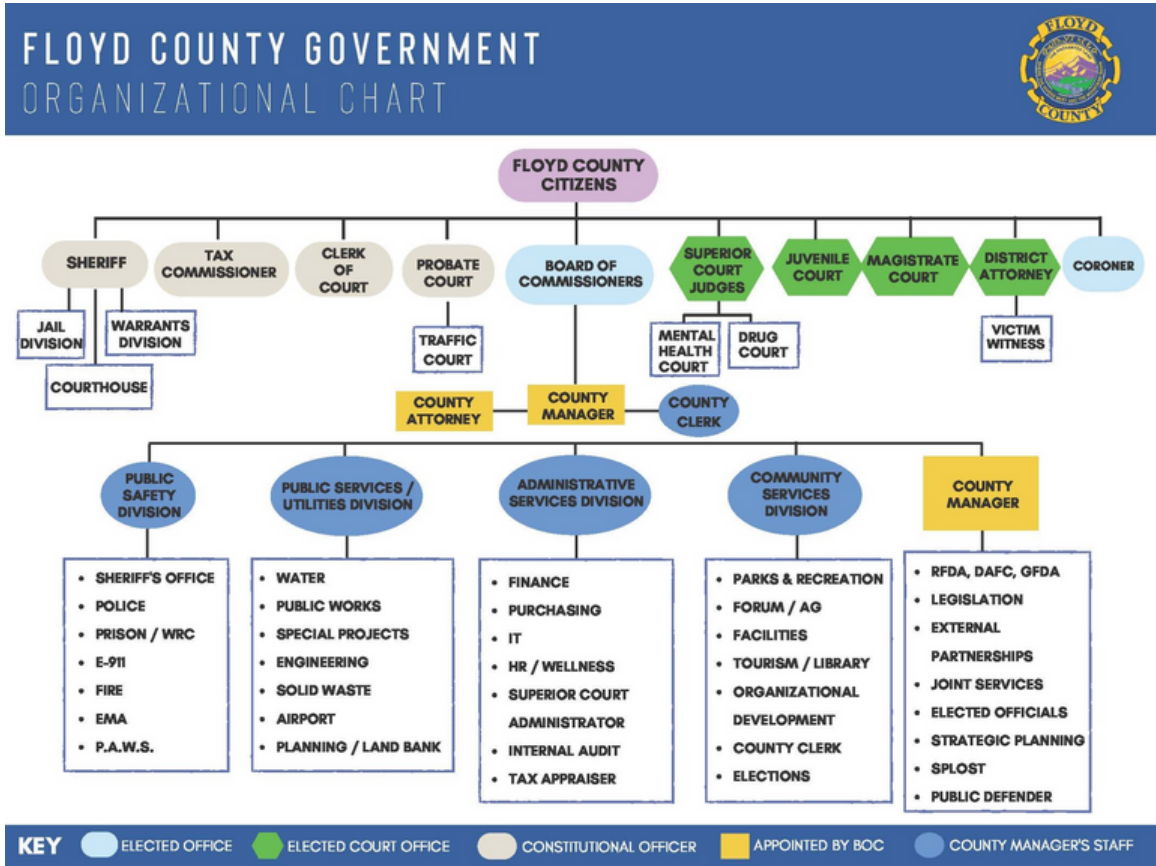 FLOYD COUNTY GOVERNMENT
ORGANIZATIONAL CHART
FLOYD
COUNTY
FLOYD COUNTY
CITIZENS
SHERIFF
TAX
COMMISSIONER
CLERK
OF
COURT
PROBATE
COURT
BOARD OF
COMMISSIONERS
SUPERIOR
COURT
JUDGES
JUVENILE
COURT
MAGISTRATE
COURT
DISTRICT
ATTORNEY
CORONER
JAIL
DIVISION
WARRANTS
DIVISION
COURTHOUSE
TRAFFIC
COURT
MENTAL
HEALTH
COURT
DRUG
COURT
VICTIM
WITNESS
COUNTY
ATTORNEY
COUNTY
MANAGER
COUNTY
CLERK
PUBLIC
SAFETY
DIVISION
PUBLIC SERVICES /
UTILITIES DIVISION
ADMINISTRATIVE
SERVICES DIVISION
COMMUNITY
SERVICES
DIVISION
COUNTY
MANAGER
• SHERIFF'S OFFICE
• POLICE
• PRISON / WRC
• E-911
• FIRE
• EMA
• P.A.W.S.
• WATER
• PUBLIC WORKS
• SPECIAL PROJECTS
• ENGINEERING
• SOLID WASTE
• AIRPORT
• PLANNING / LAND BANK
• FINANCE
• PURCHASING
• IT
• HR / WELLNESS
• SUPERIOR COURT
ADMINISTRATOR
• INTERNAL AUDIT
• TAX APPRAISER
• PARKS & RECREATION
• FORUM / AG
• FACILITIES
• TOURISM / LIBRARY
• ORGANIZATIONAL
DEVELOPMENT
• COUNTY CLERK
• ELECTIONS
• RFDA, DAFC, GFDA
• LEGISLATION
• EXTERNAL
PARTNERSHIPS
• JOINT SERVICES
• ELECTED OFFICIALS
• STRATEGIC PLANNING
• SPLOST
• PUBLIC DEFENDER
KEY
ELECTED OFFICE
ELECTED COURT OFFICE
CONSTITUTIONAL OFFICER
APPOINTED BY BOC
COUNTY MANAGER'S STAFF